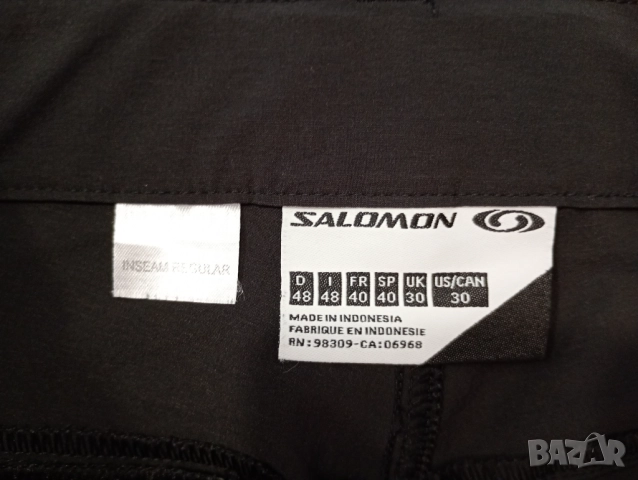 INSEAM REGULAR
SALOMON
D I FR SP UK US/CAN
48 48 40 40 30 30
MADE IN INDONESIA
FABRIQUE EN INDONESIE
RN:98309-CA:06968
BAZAR